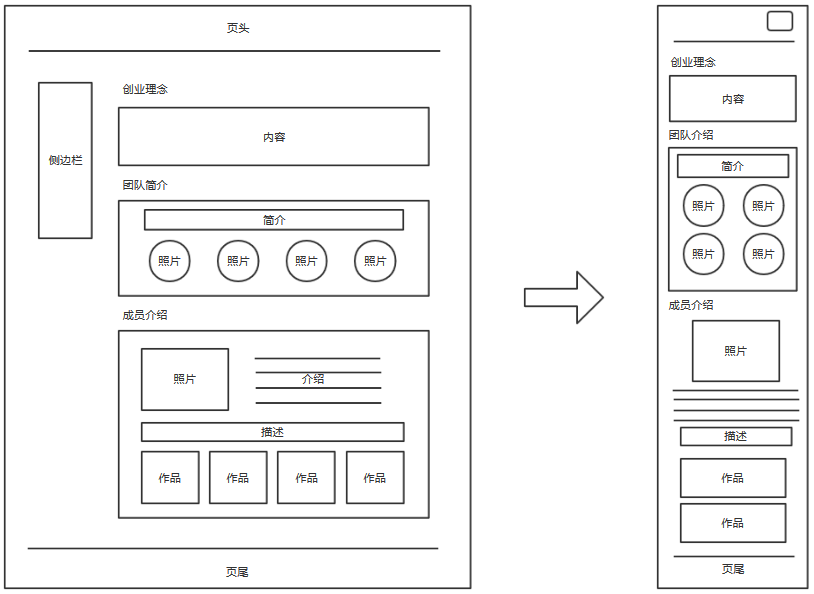 页头
侧边栏
创业理念
内容
团队简介
简介
照片 照片 照片 照片
成员介绍
照片
介绍
描述
作品 作品 作品 作品
页尾
创业理念
内容
团队介绍
简介
照片 照片
照片 照片
成员介绍
照片
描述
作品
作品
页尾